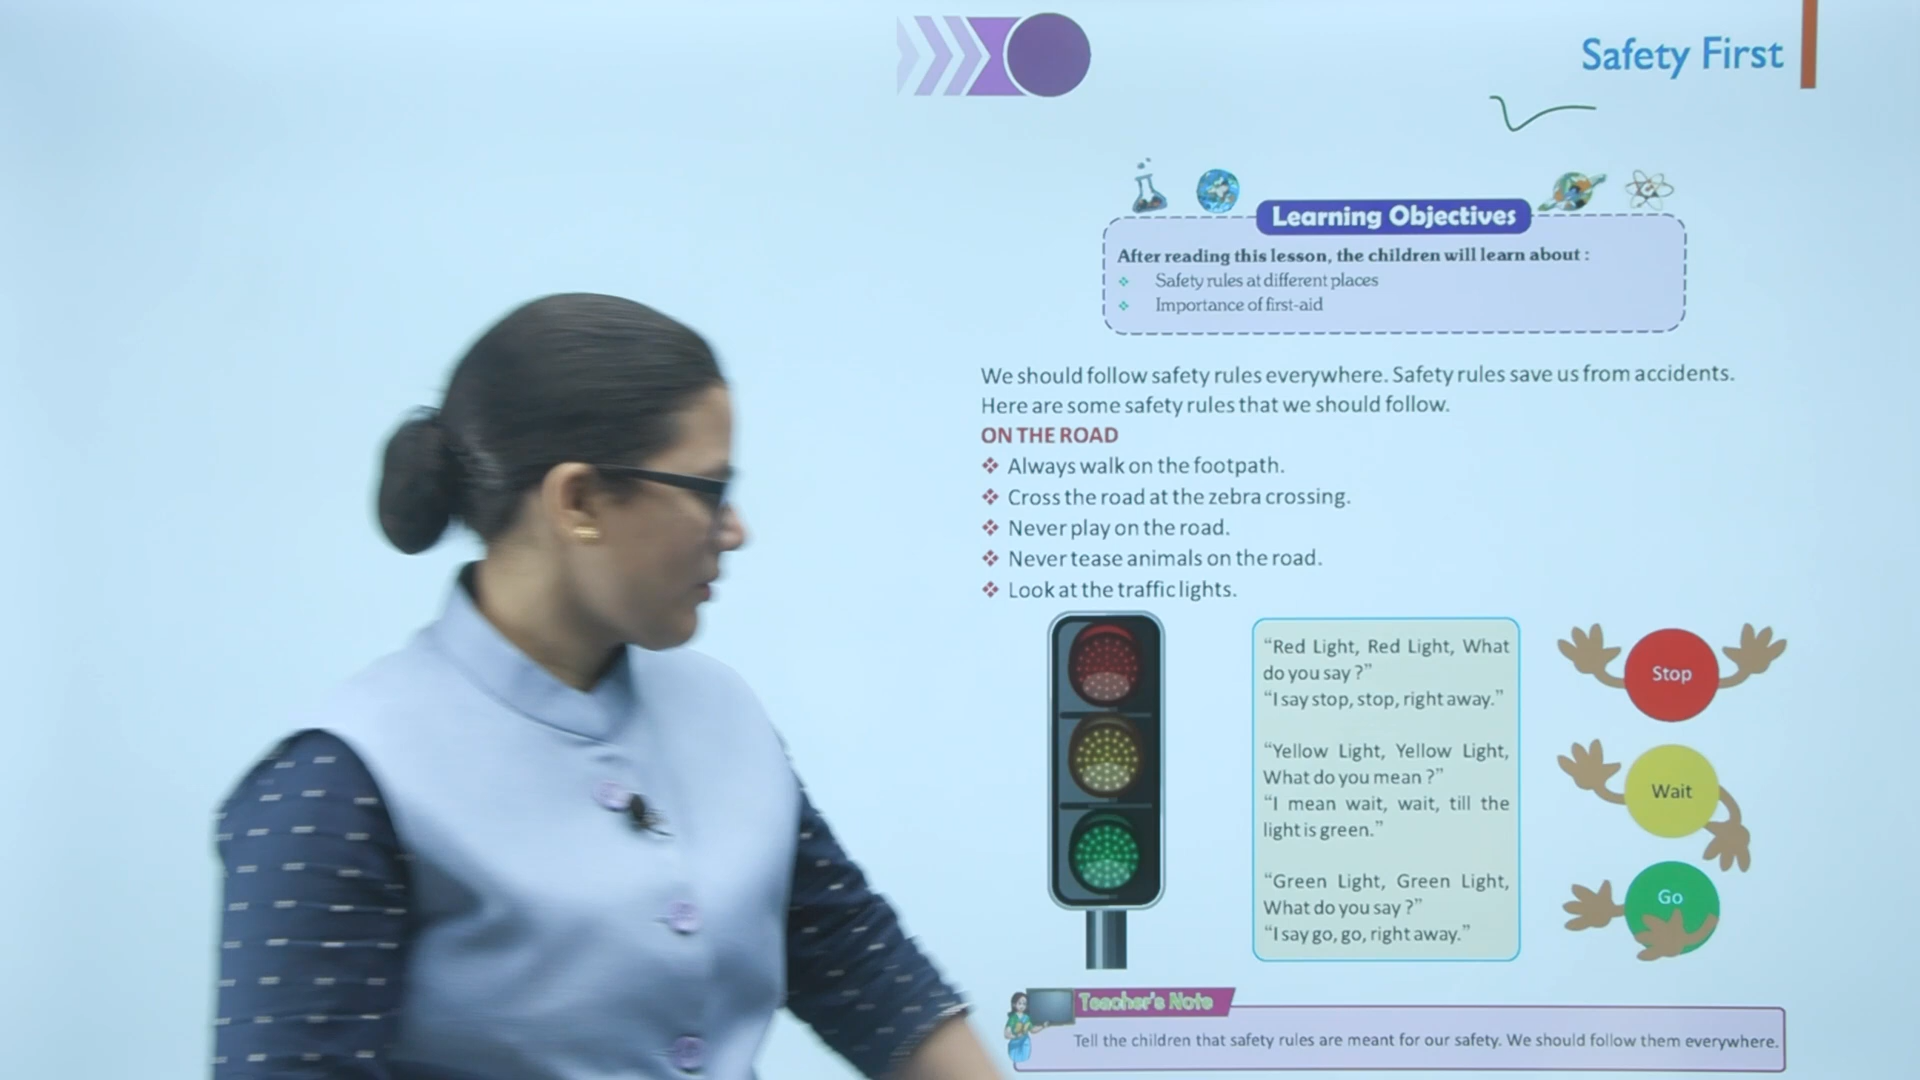 Safety First
Learning Objectives
After reading this lesson, the children will learn about :
Safety rules at different places
Importance of first-aid
We should follow safety rules everywhere. Safety rules save us from accidents.
Here are some safety rules that we should follow.
ON THE ROAD
Always walk on the footpath.
Cross the road at the zebra crossing.
Never play on the road.
Never tease animals on the road.
Look at the traffic lights.
“Red Light, Red Light, What
do you say ?”
“I say stop, stop, right away.”
“Yellow Light, Yellow Light,
What do you mean ?”
“I mean wait, wait, till the
light is green.”
“Green Light, Green Light,
What do you say ?”
“I say go, go, right away.”
Stop
Wait
Go
Teacher's Note
Tell the children that safety rules are meant for our safety. We should follow them everywhere.